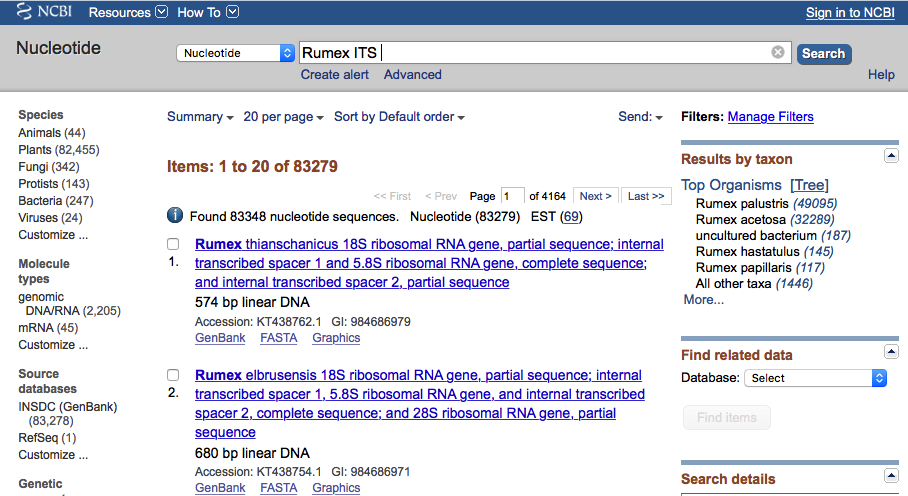 NCBI Resources How To Sign in to NCBI
Nucleotide Nucleotide Rumex ITS Search
Create alert Advanced Help
Species
Animals (44)
Plants (82,455)
Fungi (342)
Protists (143)
Bacteria (247)
Viruses (24)
Customize ...
Molecule
types
genomic
DNA/RNA (2,205)
mRNA (45)
Customize ...
Source
databases
INSDC (GenBank)
(83,278)
RefSeq (1)
Customize ...
Genetic
Summary 20 per page Sort by Default order Send:
Items: 1 to 20 of 83279
<< First < Prev Page 1 of 4164 Next > Last >>
Found 83348 nucleotide sequences. Nucleotide (83279) EST (69)
Rumex thianschanicus 18S ribosomal RNA gene, partial sequence; internal
1. transcribed spacer 1 and 5.8S ribosomal RNA gene, complete sequence;
and internal transcribed spacer 2, partial sequence
574 bp linear DNA
Accession: KT438762.1 GI: 984686979
GenBank FASTA Graphics
Rumex elbrusensis 18S ribosomal RNA gene, partial sequence; internal
2. transcribed spacer 1, 5.8S ribosomal RNA gene, and internal transcribed
spacer 2, complete sequence; and 28S ribosomal RNA gene, partial
sequence
680 bp linear DNA
Accession: KT438754.1 GI: 984686971
GenBank FASTA Graphics
Filters: Manage Filters
Results by taxon
Top Organisms [Tree]
Rumex palustris (49095)
Rumex acetosa (32289)
uncultured bacterium (187)
Rumex hastatulus (145)
Rumex papillaris (117)
All other taxa (1446)
More...
Find related data
Database: Select
Find items
Search details